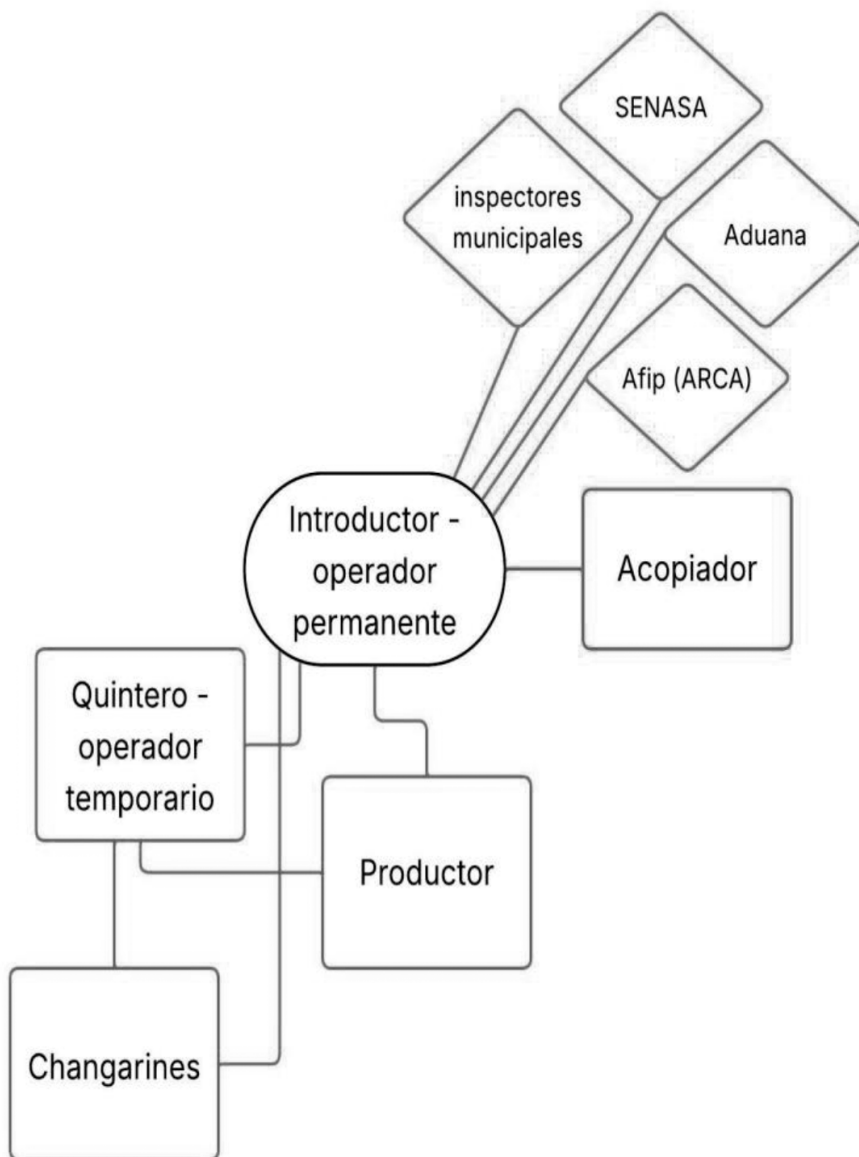 SENASA
inspectores
municipales
Aduana
Afip (ARCA)
Introductor -
operador
permanente
Acopiador
Quintero -
operador
temporario
Productor
Changarines